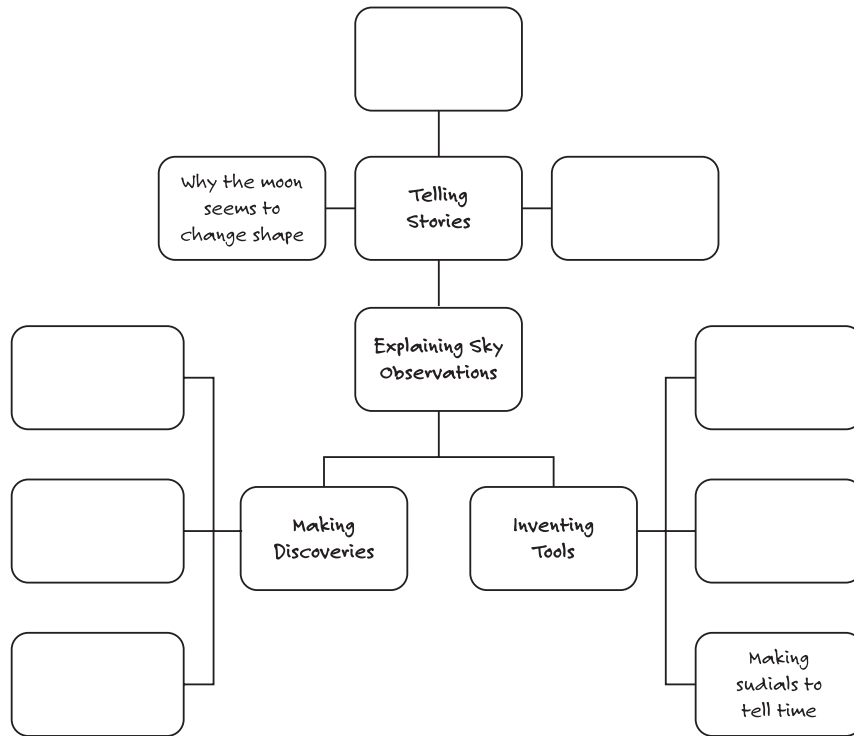 Why the moon
seems to
change shape
Telling
Stories
Explaining Sky
Observations
Making
Discoveries
Inventing
Tools
Making
sudials to
tell time